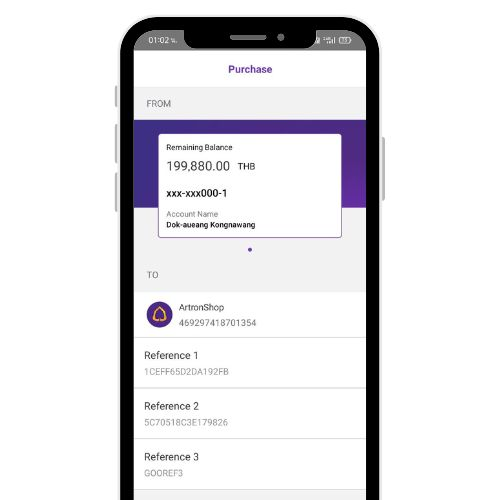 01:02 น.
Purchase
FROM
Remaining Balance
199,880.00 THB
xxx-xxx000-1
Account Name
Dok-aueang Kongnawang
TO
ArtronShop
469297418701354
Reference 1
1CEFF65D2DA192FB
Reference 2
5C70518C3E179826
Reference 3
GOOREF3